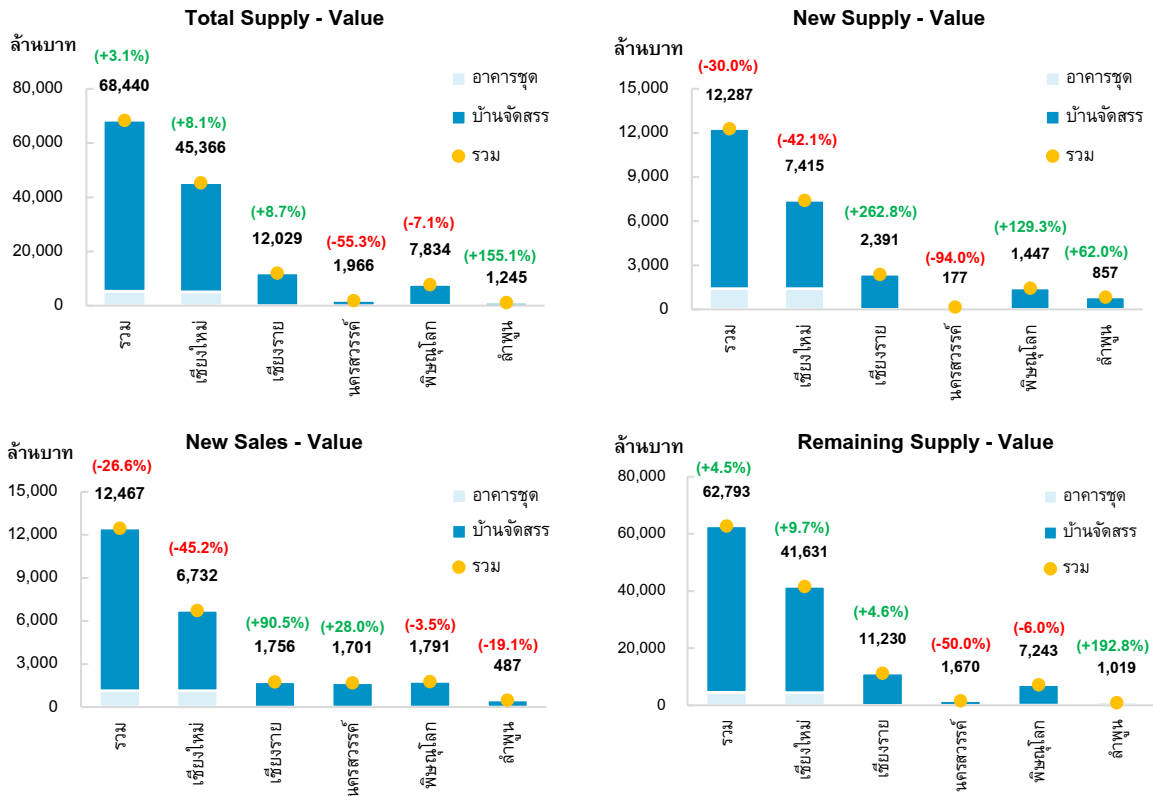 Total Supply - Value
ล้านบาท
(+3.1%)
68,440
(+8.1%)
45,366
(+8.7%)
12,029
(-55.3%)
1,966
(-7.1%)
7,834
(+155.1%)
1,245
อาคารชุด
บ้านจัดสรร
รวม
80,000
60,000
40,000
20,000
0
รวม
เชียงใหม่
เชียงราย
นครสวรรค์
พิษณุโลก
ลำพูน
New Supply - Value
ล้านบาท
(-30.0%)
12,287
(-42.1%)
7,415
(+262.8%)
2,391
(-94.0%)
177
(+129.3%)
1,447
(+62.0%)
857
อาคารชุด
บ้านจัดสรร
รวม
15,000
12,000
9,000
6,000
3,000
0
รวม
เชียงใหม่
เชียงราย
นครสวรรค์
พิษณุโลก
ลำพูน
New Sales - Value
ล้านบาท
(-26.6%)
12,467
(-45.2%)
6,732
(+90.5%)
1,756
(+28.0%)
1,701
(-3.5%)
1,791
(-19.1%)
487
อาคารชุด
บ้านจัดสรร
รวม
15,000
12,000
9,000
6,000
3,000
0
รวม
เชียงใหม่
เชียงราย
นครสวรรค์
พิษณุโลก
ลำพูน
Remaining Supply - Value
ล้านบาท
(+4.5%)
62,793
(+9.7%)
41,631
(+4.6%)
11,230
(-50.0%)
1,670
(-6.0%)
7,243
(+192.8%)
1,019
อาคารชุด
บ้านจัดสรร
รวม
80,000
60,000
40,000
20,000
0
รวม
เชียงใหม่
เชียงราย
นครสวรรค์
พิษณุโลก
ลำพูน